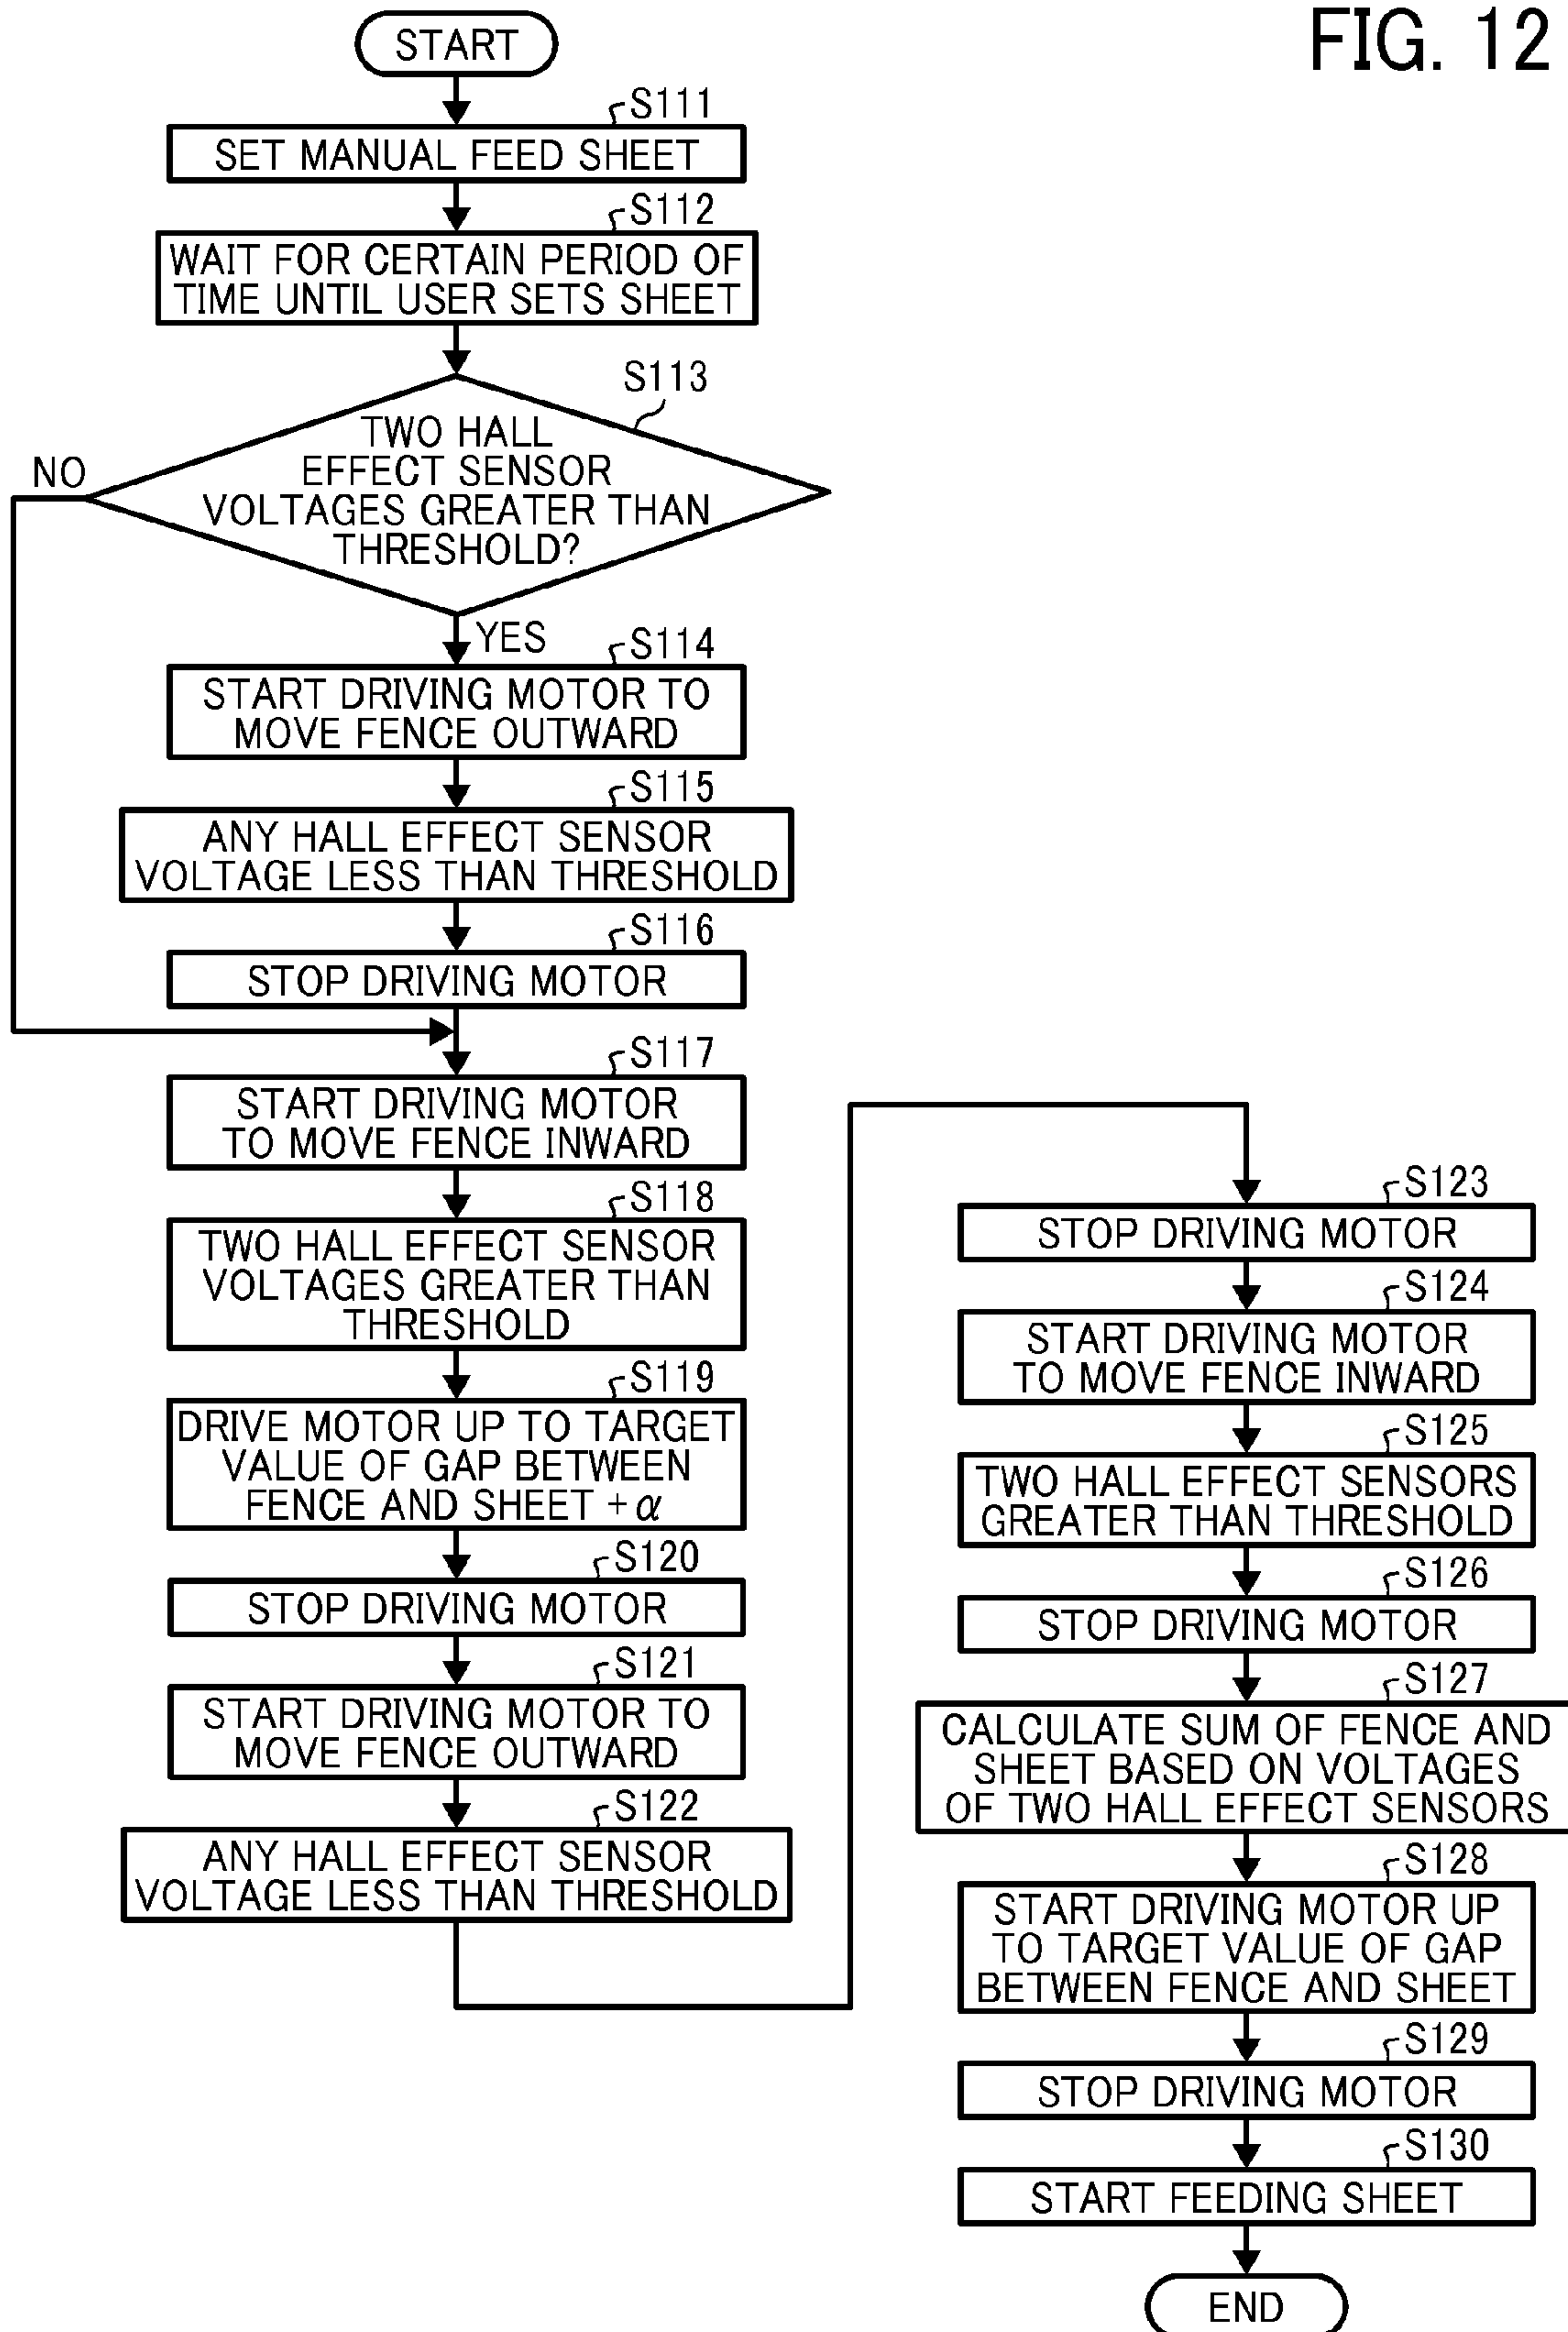 FIG. 12
START
S111
SET MANUAL FEED SHEET
S112
WAIT FOR CERTAIN PERIOD OF
TIME UNTIL USER SETS SHEET
S113
TWO HALL
EFFECT SENSOR
VOLTAGES GREATER THAN
THRESHOLD?
NO
YES
S114
START DRIVING MOTOR TO
MOVE FENCE OUTWARD
S115
ANY HALL EFFECT SENSOR
VOLTAGE LESS THAN THRESHOLD
S116
STOP DRIVING MOTOR
S117
START DRIVING MOTOR
TO MOVE FENCE INWARD
S118
TWO HALL EFFECT SENSOR
VOLTAGES GREATER THAN
THRESHOLD
S119
DRIVE MOTOR UP TO TARGET
VALUE OF GAP BETWEEN
FENCE AND SHEET +α
S120
STOP DRIVING MOTOR
S121
START DRIVING MOTOR TO
MOVE FENCE OUTWARD
S122
ANY HALL EFFECT SENSOR
VOLTAGE LESS THAN THRESHOLD
S123
STOP DRIVING MOTOR
S124
START DRIVING MOTOR
TO MOVE FENCE INWARD
S125
TWO HALL EFFECT SENSORS
GREATER THAN THRESHOLD
S126
STOP DRIVING MOTOR
S127
CALCULATE SUM OF FENCE AND
SHEET BASED ON VOLTAGES
OF TWO HALL EFFECT SENSORS
S128
START DRIVING MOTOR UP
TO TARGET VALUE OF GAP
BETWEEN FENCE AND SHEET
S129
STOP DRIVING MOTOR
S130
START FEEDING SHEET
END